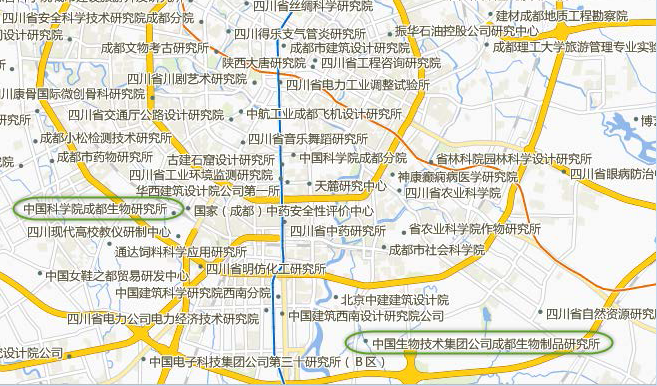 四川省丝绸科学研究院
四川省安全科学技术研究院成都分院
建材成都地质工程勘察院
四川省得乐支气管炎研究院
振华石油控股公司研究中心
成都文物考古研究所
成都市建筑设计研究院
成都理工大学旅游管理专业实验
陕西大唐研究院
四川省工程咨询研究院
四川省川剧艺术研究院
四川省电力工业调整试验所
川康骨国际微创骨科研究院
四川省交通厅公路设计研究院
中航工业成都飞机设计研究院
研究所
成都小松检测技术研究所
四川省音乐舞蹈研究所
成都市药物研究所
古建石窟设计研究所
中国科学院成都分院
省林科院园林科学设计研究所
四川省工业环境监测研究院
神康癫痫病医学研究院
四川省眼病防治
华西建筑设计院公司第一所
天麓研究中心
四川省农业科学院
中国科学院成都生物研究所
国家（成都）中药安全性评价中心
四川现代高校教仪研制中心
四川省中药研究所
省农业科学院作物研究所
通达饲料科学应用研究所
成都市社会科学院
中国女鞋之都贸易研发中心
四川省明仿化工研究所
中国建筑科学研究院西南分院
北京中建建筑设计院
四川省电力公司电力经济技术研究院
中国建筑西南设计研究院公司
四川省自然资源研究
中国生物技术集团公司成都生物制品研究所
设计院公司
中国电子科技集团公司第三十研究所（B区）